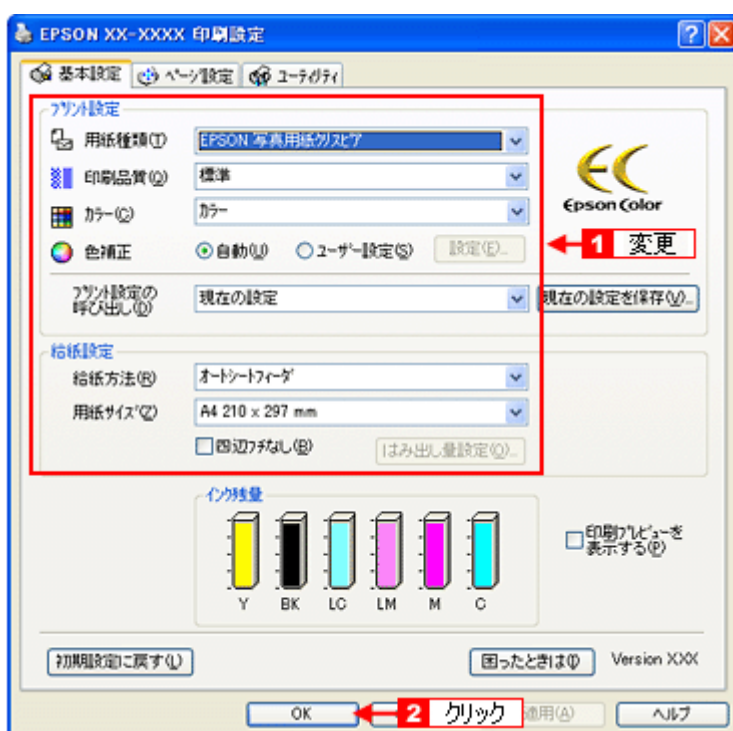 EPSON XX-XXXX 印刷設定
基本設定 ページ設定 ユーティリティ
プリント設定
用紙種類(T) EPSON 写真用紙クリスピア
印刷品質(Q) 標準
カラー(C) カラー
色補正 自動(U) ユーザー設定(S) 設定(E)...
プリント設定の
呼び出し(D) 現在の設定 現在の設定を保存(V)...
Epson Color
1 変更
給紙設定
給紙方法(R) オートシートフィーダ
用紙サイズ(Z) A4 210 x 297 mm
四辺フチなし(B) はみ出し量設定(O)...
インク残量
Y BK LC LM M C
印刷プレビューを
表示する(P)
初期設定に戻す(L) 困ったときは(I) Version XXX
OK 2 クリック 適用(A) ヘルプ